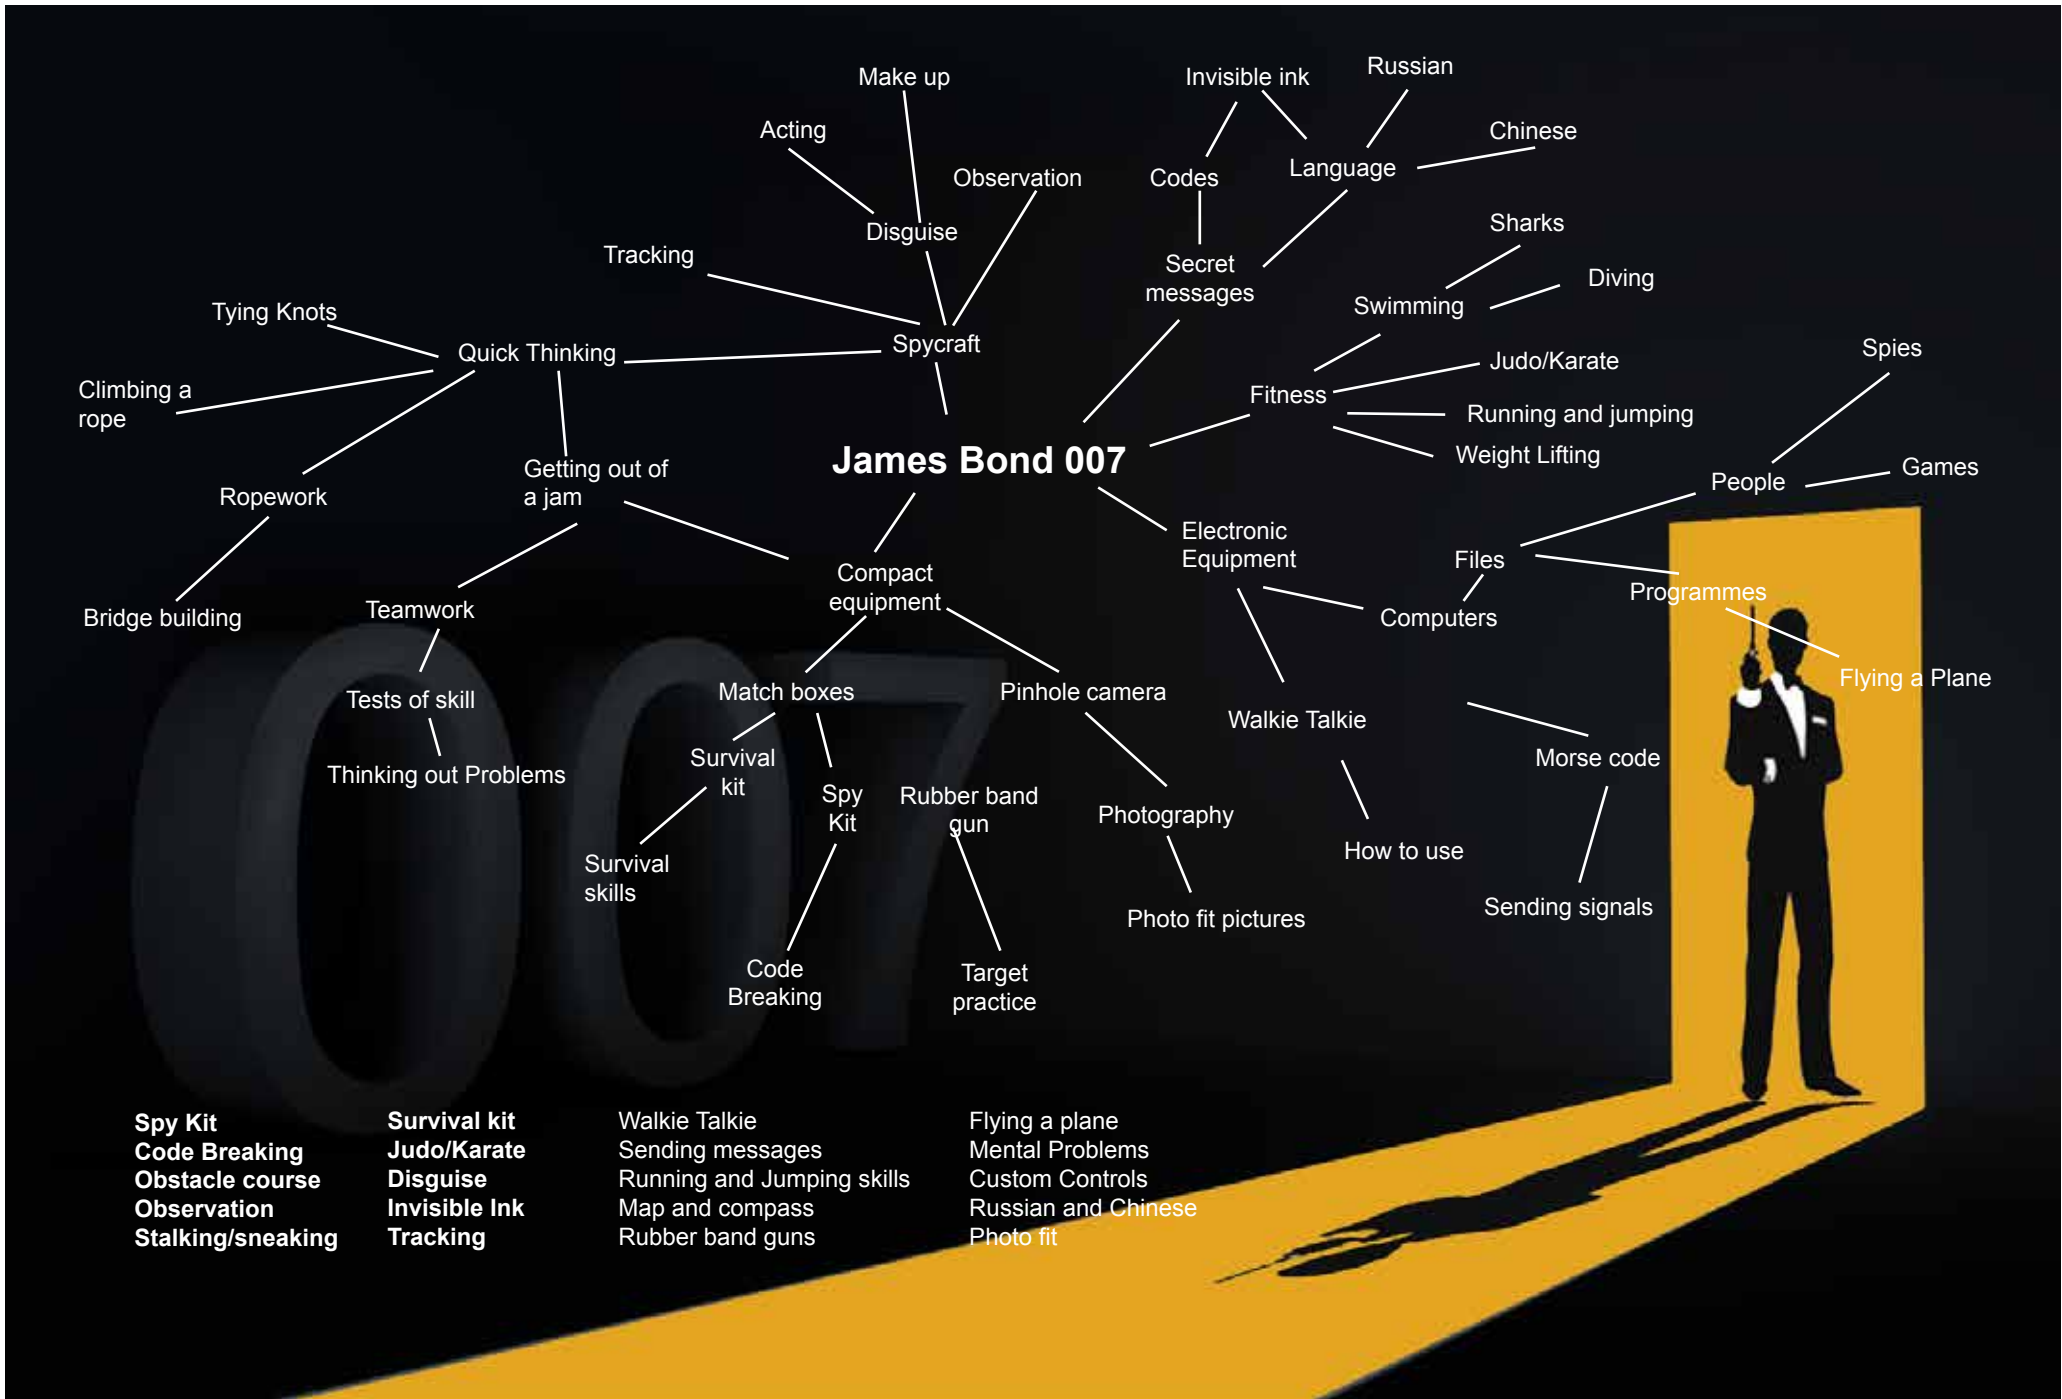 Make up
Invisible ink
Russian
Acting
Chinese
Observation
Codes
Language
Disguise
Sharks
Tracking
Secret
messages
Diving
Swimming
Tying Knots
Quick Thinking
Spycraft
Spies
Judo/Karate
Climbing a
rope
Fitness
Running and jumping
James Bond 007
Weight Lifting
Games
Getting out of
a jam
People
Ropework
Electronic
Equipment
Files
Compact
equipment
Programmes
Bridge building
Teamwork
Computers
Flying a Plane
Tests of skill
Match boxes
Pinhole camera
Walkie Talkie
Survival
kit
Morse code
Thinking out Problems
Spy
Kit
Rubber band
gun
Photography
How to use
Survival
skills
Sending signals
Photo fit pictures
Code
Breaking
Target
practice
007
Spy Kit
Code Breaking
Obstacle course
Observation
Stalking/sneaking
Survival kit
Judo/Karate
Disguise
Invisible Ink
Tracking
Walkie Talkie
Sending messages
Running and Jumping skills
Map and compass
Rubber band guns
Flying a plane
Mental Problems
Custom Controls
Russian and Chinese
Photo fit